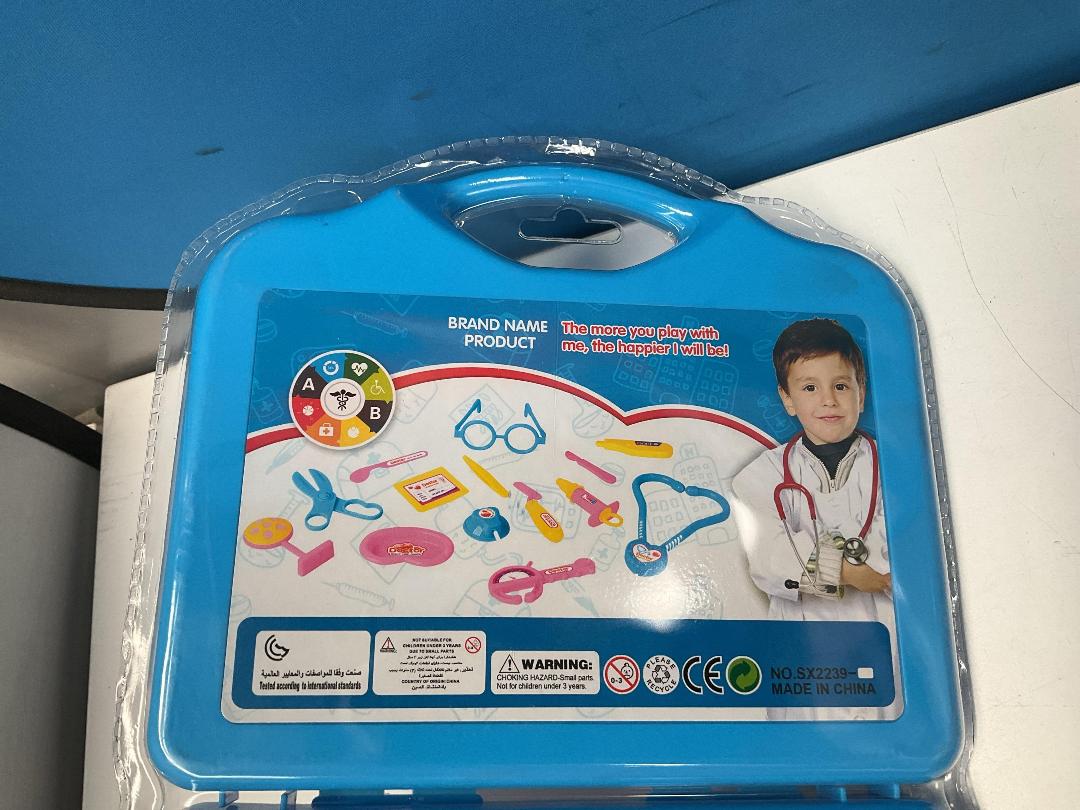 BRAND NAME
PRODUCT
The more you play with
me, the happier I will be!
A
B
Doctor
Doctor
صنعت وفقا للمواصفات والمعايير العالمية
Tested according to international standards
WARNING:
NOT SUITABLE FOR
CHILDREN UNDER 3 YEARS
DUE TO SMALL PARTS
COUNTRY OF ORIGIN:CHINA
WARNING:
CHOKING HAZARD-Small parts.
Not for children under 3 years.
0-3
PLEASE
RECYCLE
CE
NO.SX2239-
MADE IN CHINA